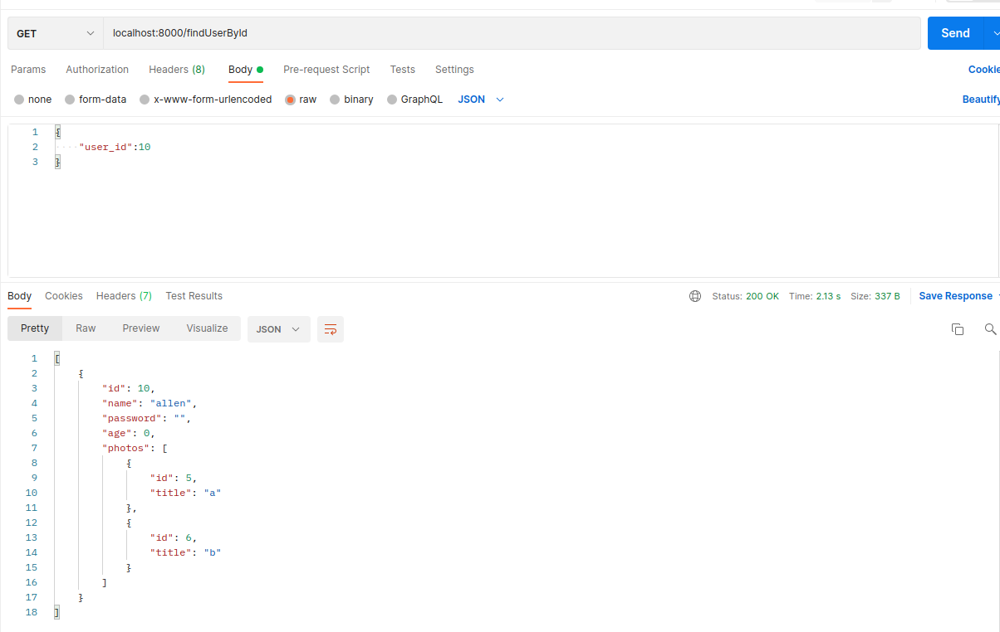 GET localhost:8000/findUserById Send
Params Authorization Headers (8) Body Pre-request Script Tests Settings Cookie
none form-data x-www-form-urlencoded raw binary GraphQL JSON Beautify
1 {
2 "user_id":10
3 }
Body Cookies Headers (7) Test Results Status: 200 OK Time: 2.13 s Size: 337 B Save Response
Pretty Raw Preview Visualize JSON
1 [
2 {
3 "id": 10,
4 "name": "allen",
5 "password": "",
6 "age": 0,
7 "photos": [
8 {
9 "id": 5,
10 "title": "a"
11 },
12 {
13 "id": 6,
14 "title": "b"
15 }
16 ]
17 }
18 ]